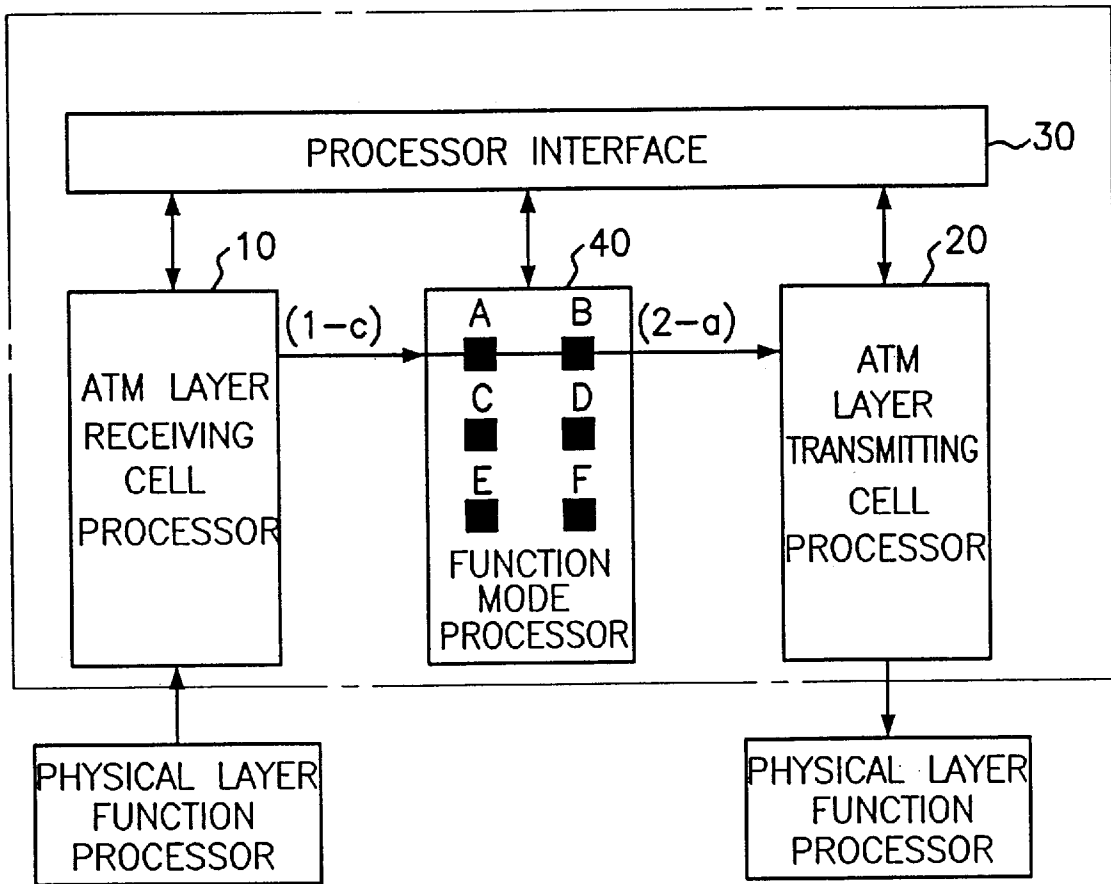 PROCESSOR INTERFACE
30
10
40
20
(1-c)
A B
(2-a)
C D
E F
ATM LAYER
RECEIVING
CELL
PROCESSOR
FUNCTION
MODE
PROCESSOR
ATM
LAYER
TRANSMITTING
CELL
PROCESSOR
PHYSICAL LAYER
FUNCTION
PROCESSOR
PHYSICAL LAYER
FUNCTION
PROCESSOR